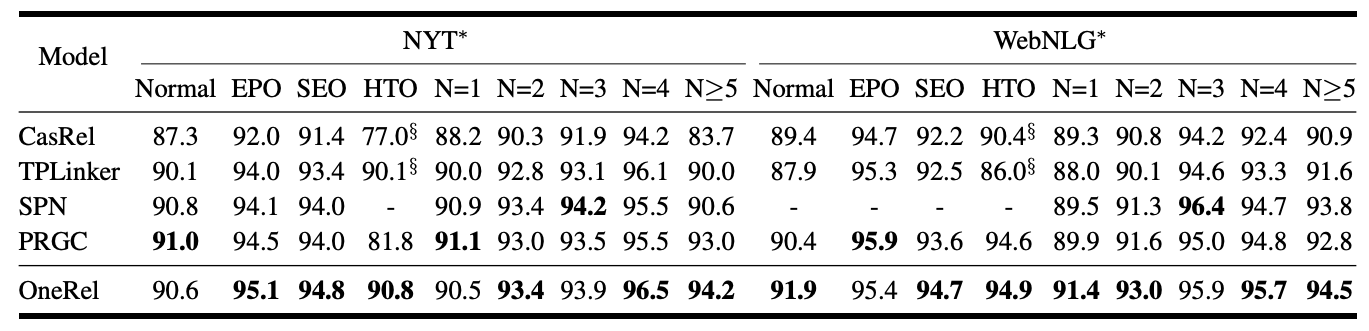 Model NYT* WebNLG*
Normal EPO SEO HTO N=1 N=2 N=3 N=4 N≥5 Normal EPO SEO HTO N=1 N=2 N=3 N=4 N≥5
CasRel 87.3 92.0 91.4 77.0§ 88.2 90.3 91.9 94.2 83.7 89.4 94.7 92.2 90.4§ 89.3 90.8 94.2 92.4 90.9
TPLinker 90.1 94.0 93.4 90.1§ 90.0 92.8 93.1 96.1 90.0 87.9 95.3 92.5 86.0§ 88.0 90.1 94.6 93.3 91.6
SPN 90.8 94.1 94.0 - 90.9 93.4 94.2 95.5 90.6 - - - - 89.5 91.3 96.4 94.7 93.8
PRGC 91.0 94.5 94.0 81.8 91.1 93.0 93.5 95.5 93.0 90.4 95.9 93.6 94.6 89.9 91.6 95.0 94.8 92.8
OneRel 90.6 95.1 94.8 90.8 90.5 93.4 93.9 96.5 94.2 91.9 95.4 94.7 94.9 91.4 93.0 95.9 95.7 94.5